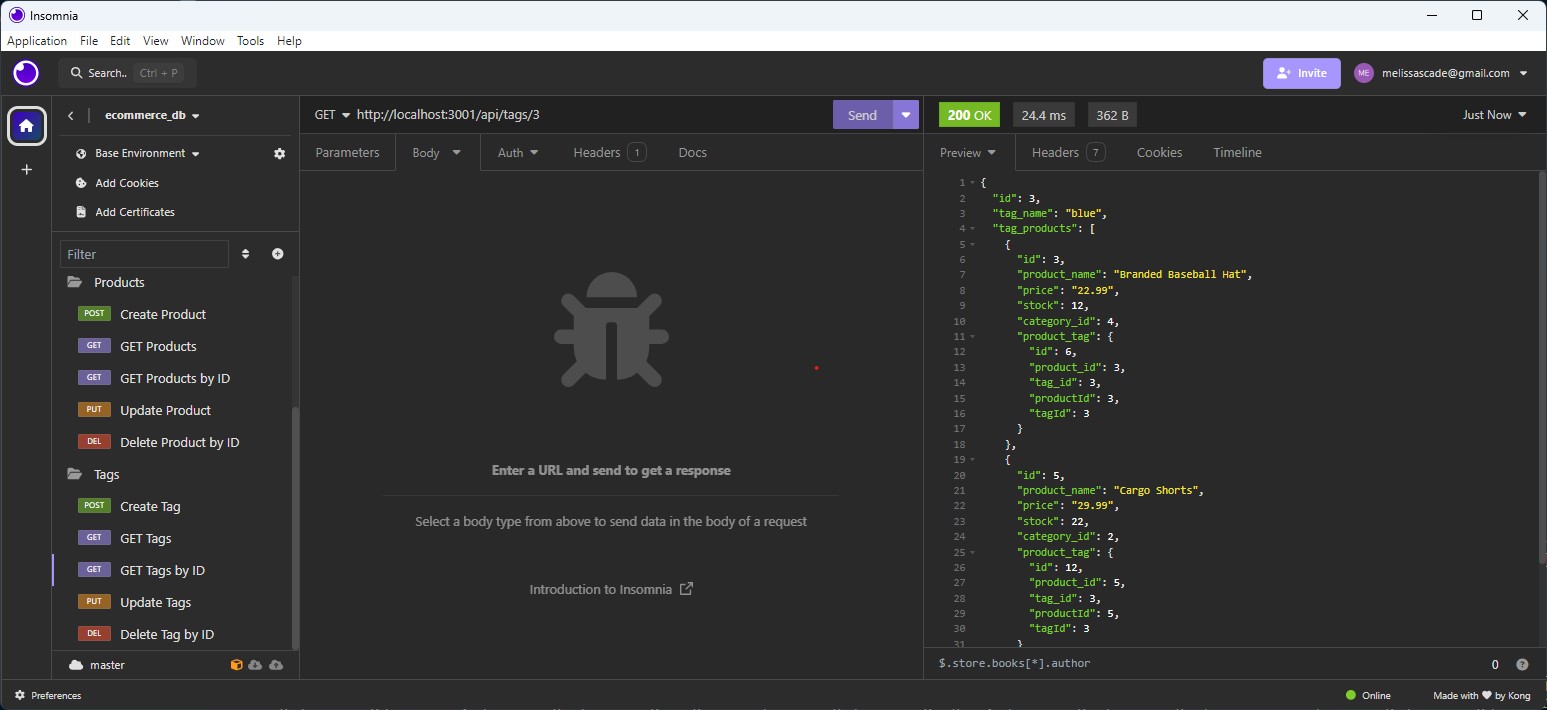 Insomnia
Application File Edit View Window Tools Help
Search.. Ctrl + P
Invite ME melissascade@gmail.com
ecommerce_db
Base Environment
Add Cookies
Add Certificates
Filter
Products
POST Create Product
GET GET Products
GET GET Products by ID
PUT Update Product
DEL Delete Product by ID
Tags
POST Create Tag
GET GET Tags
GET GET Tags by ID
PUT Update Tags
DEL Delete Tag by ID
master
Preferences
GET http://localhost:3001/api/tags/3 Send
Parameters Body Auth Headers 1 Docs
Enter a URL and send to get a response
Select a body type from above to send data in the body of a request
Introduction to Insomnia
200 OK 24.4 ms 362 B Just Now
Preview Headers 7 Cookies Timeline
1 {
2 "id": 3,
3 "tag_name": "blue",
4 "tag_products": [
5 {
6 "id": 3,
7 "product_name": "Branded Baseball Hat",
8 "price": "22.99",
9 "stock": 12,
10 "category_id": 4,
11 "product_tag": {
12 "id": 6,
13 "product_id": 3,
14 "tag_id": 3,
15 "productId": 3,
16 "tagId": 3
17 }
18 },
19 {
20 "id": 5,
21 "product_name": "Cargo Shorts",
22 "price": "29.99",
23 "stock": 22,
24 "category_id": 2,
25 "product_tag": {
26 "id": 12,
27 "product_id": 5,
28 "tag_id": 3,
29 "productId": 5,
30 "tagId": 3
31 }
$.store.books[*].author 0 ?
Online Made with ❤ by Kong